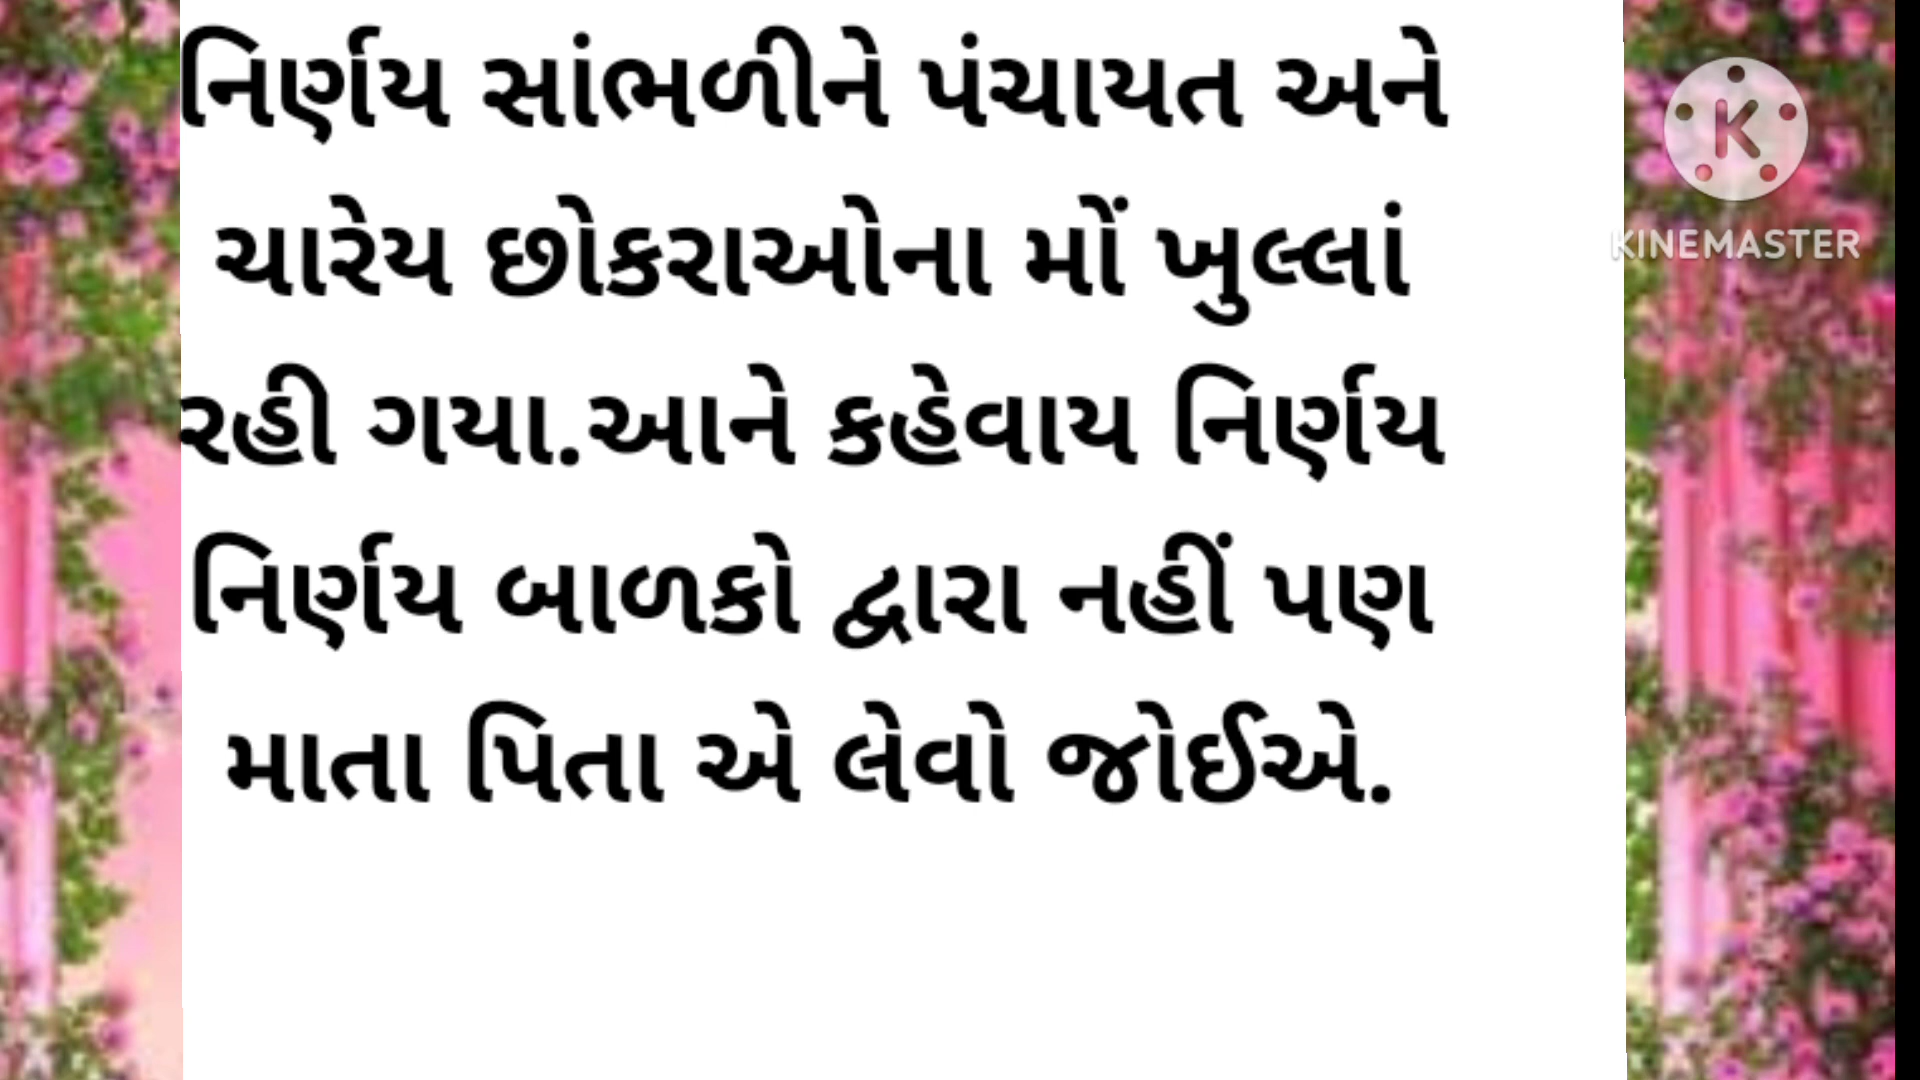 નિર્ણય સાંભળીને પંચાયત અને
ચારેય છોકરાઓના મોં ખુલ્લાં
રહી ગયા.આને કહેવાય નિર્ણય
નિર્ણય બાળકો દ્વારા નહીં પણ
માતા પિતા એ લેવો જોઈએ.
K
KINEMASTER